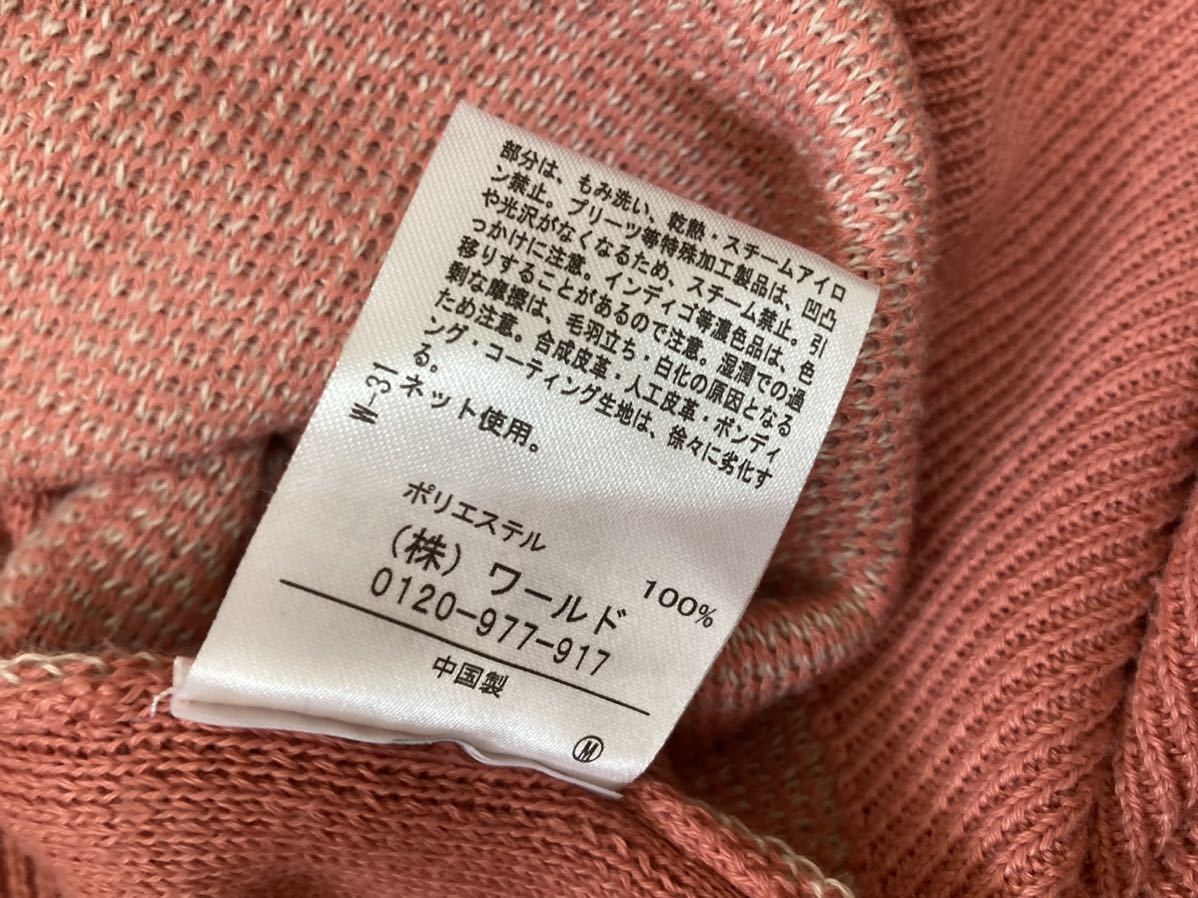 部分は、もみ洗い、乾熱・スチームアイロ
ン禁止。プリーツ等特殊加工製品は、凹凸
や光沢がなくなるため、スチーム禁止。引
っかけに注意。インディゴ等濃色品は、色
移りすることがあるので注意。湿潤での過
剰な摩擦は、毛羽立ち・白化の原因となる
ため注意。合成皮革・人工皮革・ボンディ
ング・コーティング生地は、徐々に劣化す
る。
ネット使用。
W-31
ポリエステル 100%
(株) ワールド
0120-977-917
中国製
M